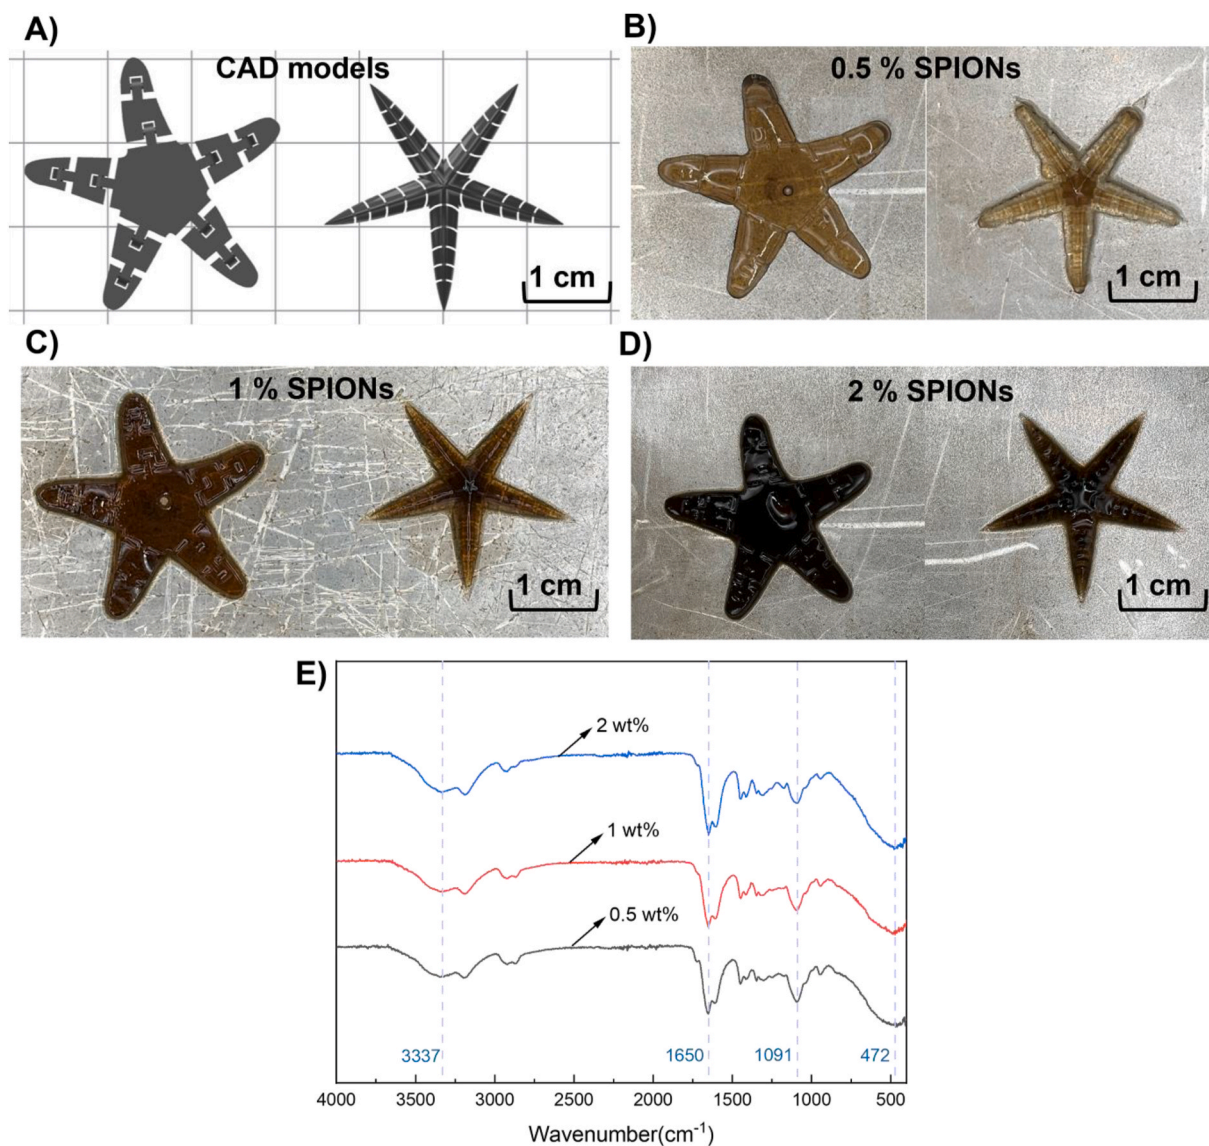 A)
CAD models
1 cm
B)
0.5 % SPIONs
1 cm
C)
1 % SPIONs
1 cm
D)
2 % SPIONs
1 cm
E)
2 wt%
1 wt%
0.5 wt%
3337 1650 1091 472
4000 3500 3000 2500 2000 1500 1000 500
Wavenumber(cm⁻¹)